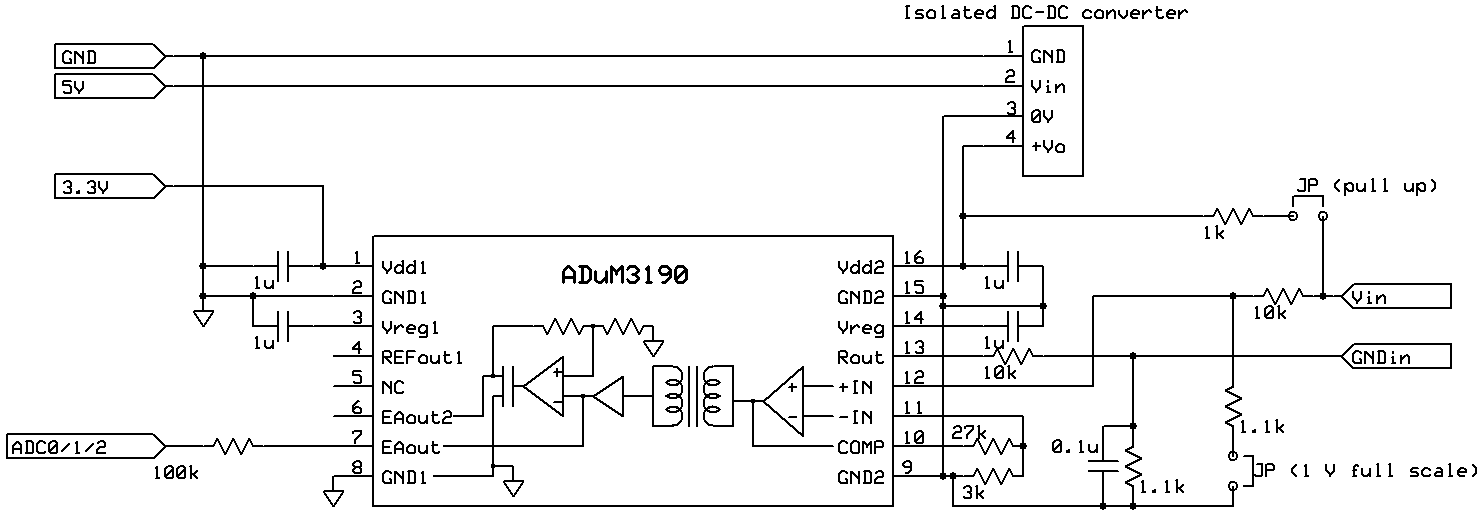 Isolated DC-DC converter
GND
1 GND
5V
2 Vin
3 0V
4 +Vo
3.3V
JP (pull up)
1k
ADuM3190
1 Vdd1
Vdd2 16
1u
1u
2 GND1
GND2 15
Vin
10k
3 Vreg1
Vreg 14
1u
1u
4 REFout1
Rout 13
GNDin
10k
5 NC
+IN 12
6 EAout2
-IN 11
1.1k
27k
ADC0/1/2
7 EAout
COMP 10
0.1u
100k
8 GND1
GND2 9
JP (1 V full scale)
3k
1.1k
+
-
+
-